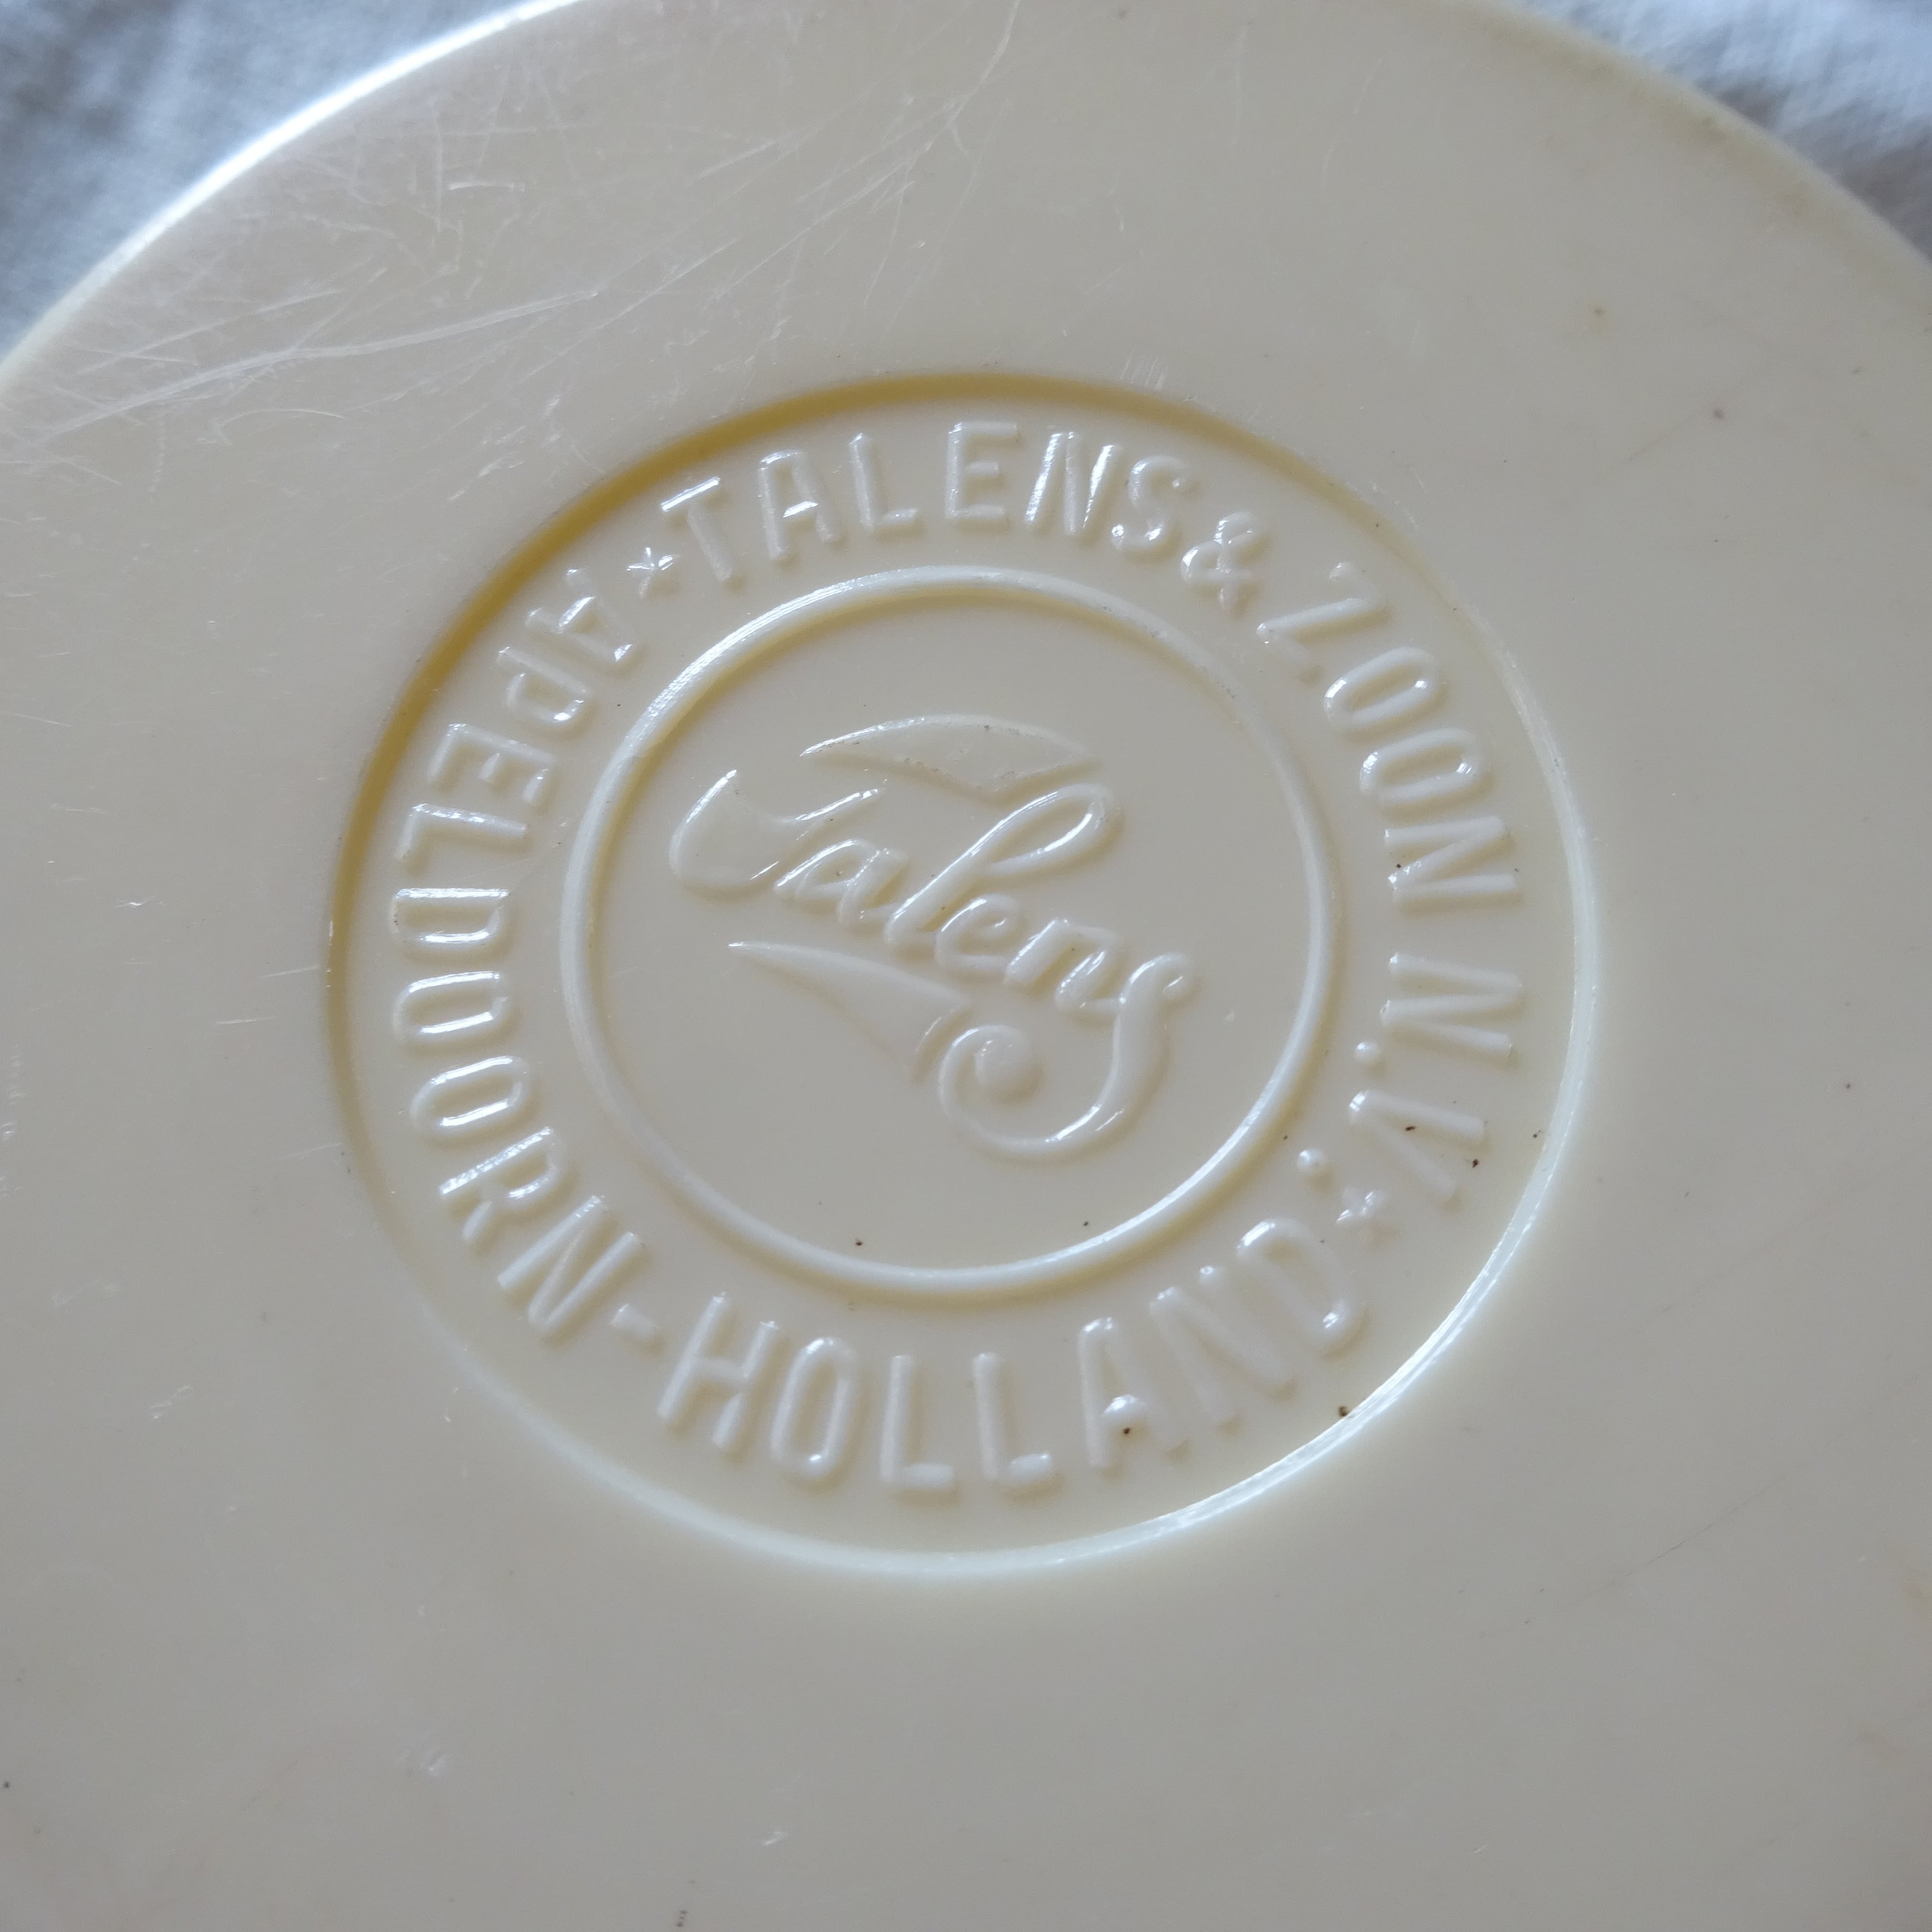 ★ TALENS & ZOON N.V. ★
APELDOORN-HOLLAND
Talens